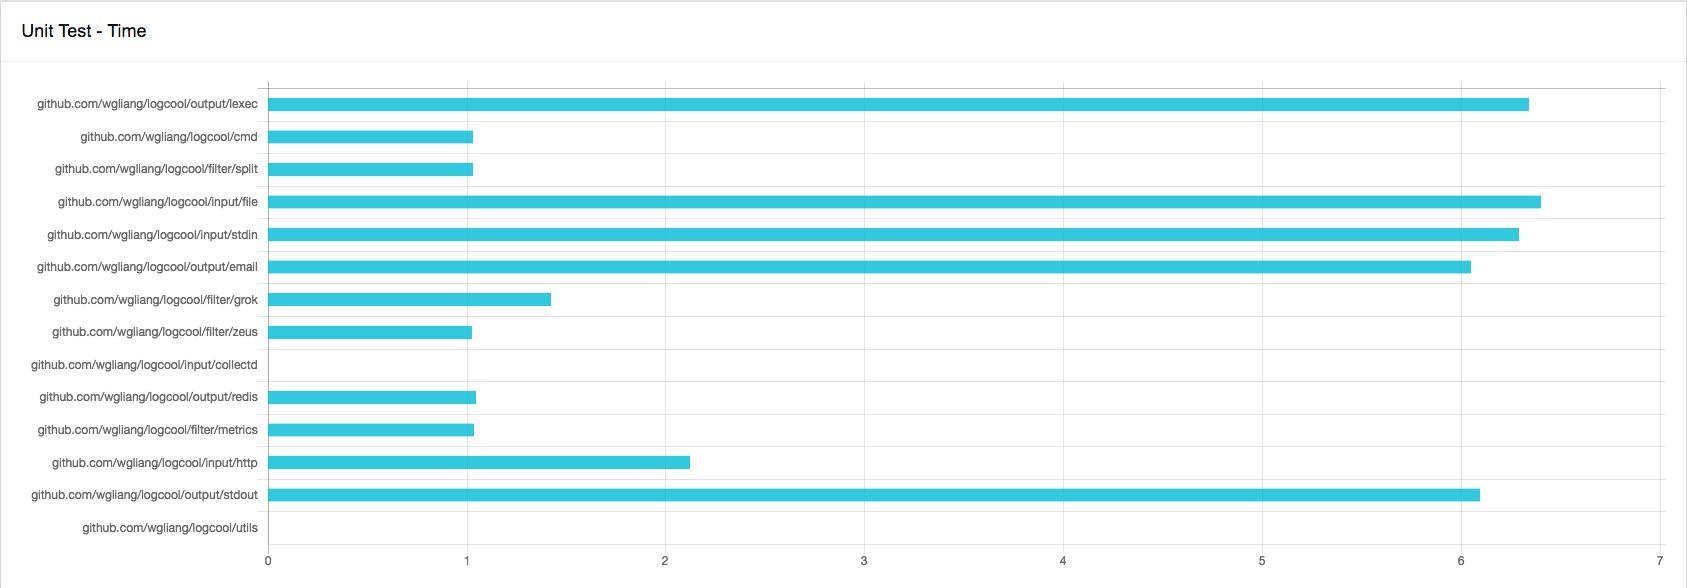 Unit Test - Time
github.com/wgliang/logcool/output/lexec
github.com/wgliang/logcool/cmd
github.com/wgliang/logcool/filter/split
github.com/wgliang/logcool/input/file
github.com/wgliang/logcool/input/stdin
github.com/wgliang/logcool/output/email
github.com/wgliang/logcool/filter/grok
github.com/wgliang/logcool/filter/zeus
github.com/wgliang/logcool/input/collectd
github.com/wgliang/logcool/output/redis
github.com/wgliang/logcool/filter/metrics
github.com/wgliang/logcool/input/http
github.com/wgliang/logcool/output/stdout
github.com/wgliang/logcool/utils
0 1 2 3 4 5 6 7